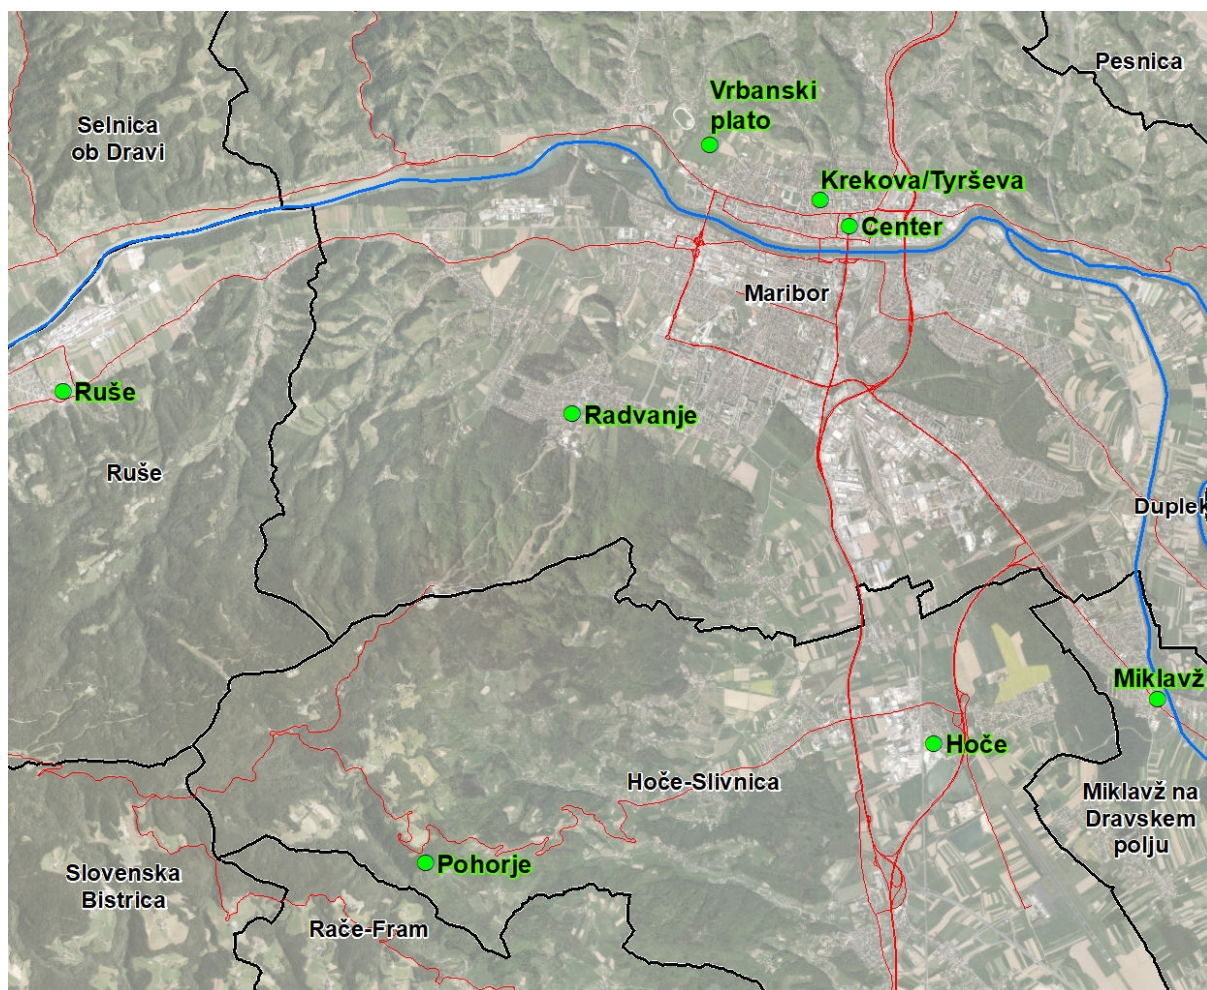 Pesnica
Vrbanski
plato
Selnica
ob Dravi
Krekova/Tyrševa
Center
Maribor
Ruše
Radvanje
Ruše
Duplek
Miklavž
Hoče
Hoče-Slivnica
Miklavž na
Dravskem
polju
Pohorje
Slovenska
Bistrica
Rače-Fram